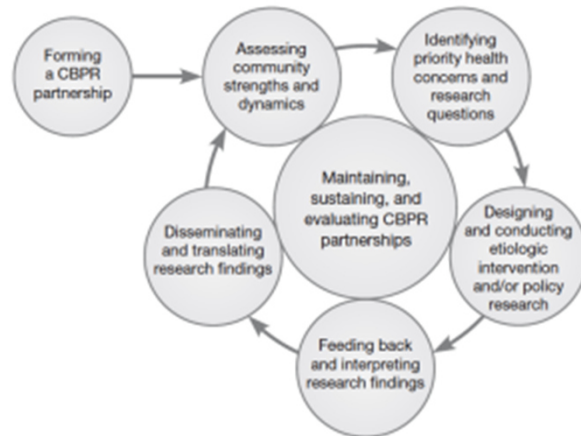 Forming
a CBPR
partnership
Assessing
community
strengths and
dynamics
Identifying
priority health
concerns and
research
questions
Maintaining,
sustaining, and
evaluating CBPR
partnerships
Designing
and conducting
etiologic
intervention
and/or policy
research
Feeding back
and interpreting
research findings
Disseminating
and translating
research findings